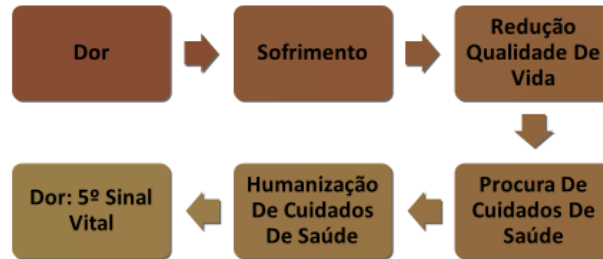 Dor
Sofrimento
Redução
Qualidade De
Vida
Procura De
Cuidados De
Saúde
Humanização
De Cuidados
De Saúde
Dor: 5º Sinal
Vital